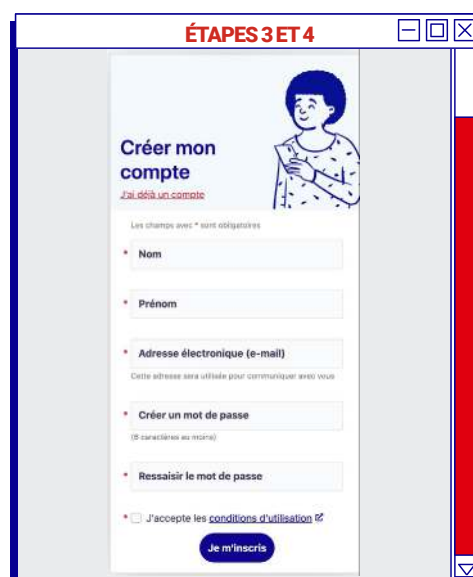 ÉTAPES 3 ET 4
Créer mon
compte
J'ai déjà un compte
Les champs avec * sont obligatoires
* Nom
* Prénom
* Adresse électronique (e-mail)
Cette adresse sera utilisée pour communiquer avec vous
* Créer un mot de passe
(8 caractères au moins)
* Ressaisir le mot de passe
* J'accepte les conditions d'utilisation
Je m'inscris